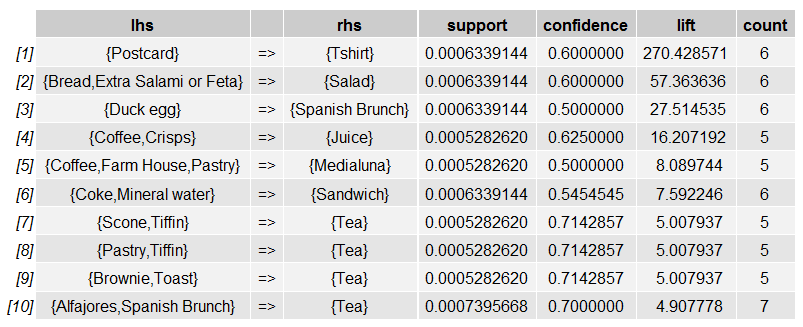 lhs rhs support confidence lift count
[1] {Postcard} => {Tshirt} 0.0006339144 0.6000000 270.428571 6
[2] {Bread,Extra Salami or Feta} => {Salad} 0.0006339144 0.6000000 57.363636 6
[3] {Duck egg} => {Spanish Brunch} 0.0006339144 0.5000000 27.514535 6
[4] {Coffee,Crisps} => {Juice} 0.0005282620 0.6250000 16.207192 5
[5] {Coffee,Farm House,Pastry} => {Medialuna} 0.0005282620 0.5000000 8.089744 5
[6] {Coke,Mineral water} => {Sandwich} 0.0006339144 0.5454545 7.592246 6
[7] {Scone,Tiffin} => {Tea} 0.0005282620 0.7142857 5.007937 5
[8] {Pastry,Tiffin} => {Tea} 0.0005282620 0.7142857 5.007937 5
[9] {Brownie,Toast} => {Tea} 0.0005282620 0.7142857 5.007937 5
[10] {Alfajores,Spanish Brunch} => {Tea} 0.0007395668 0.7000000 4.907778 7